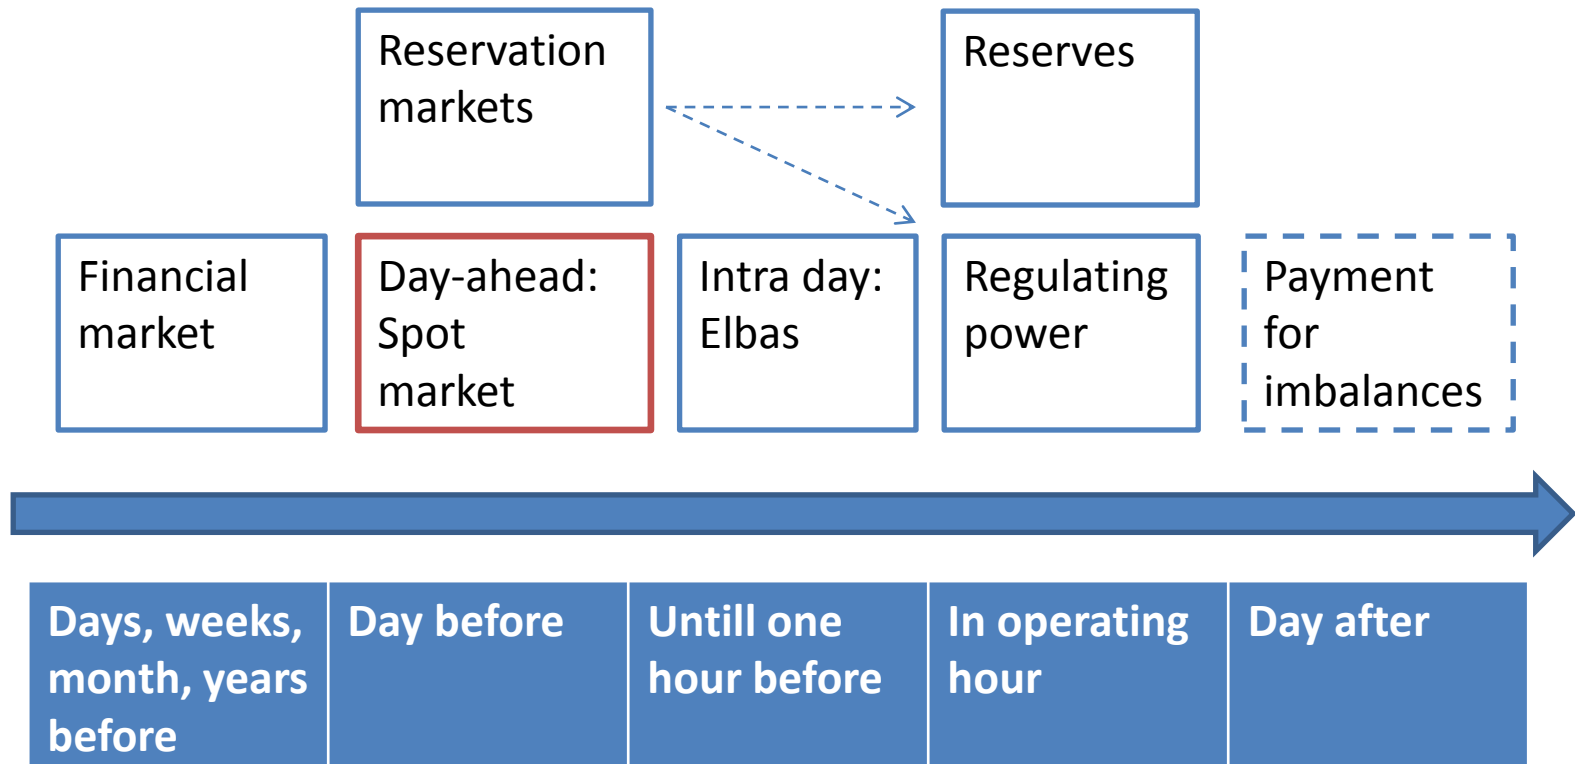 Reservation
markets
Reserves
Financial
market
Day-ahead:
Spot
market
Intra day:
Elbas
Regulating
power
Payment
for
imbalances
Days, weeks,
month, years
before
Day before
Untill one
hour before
In operating
hour
Day after